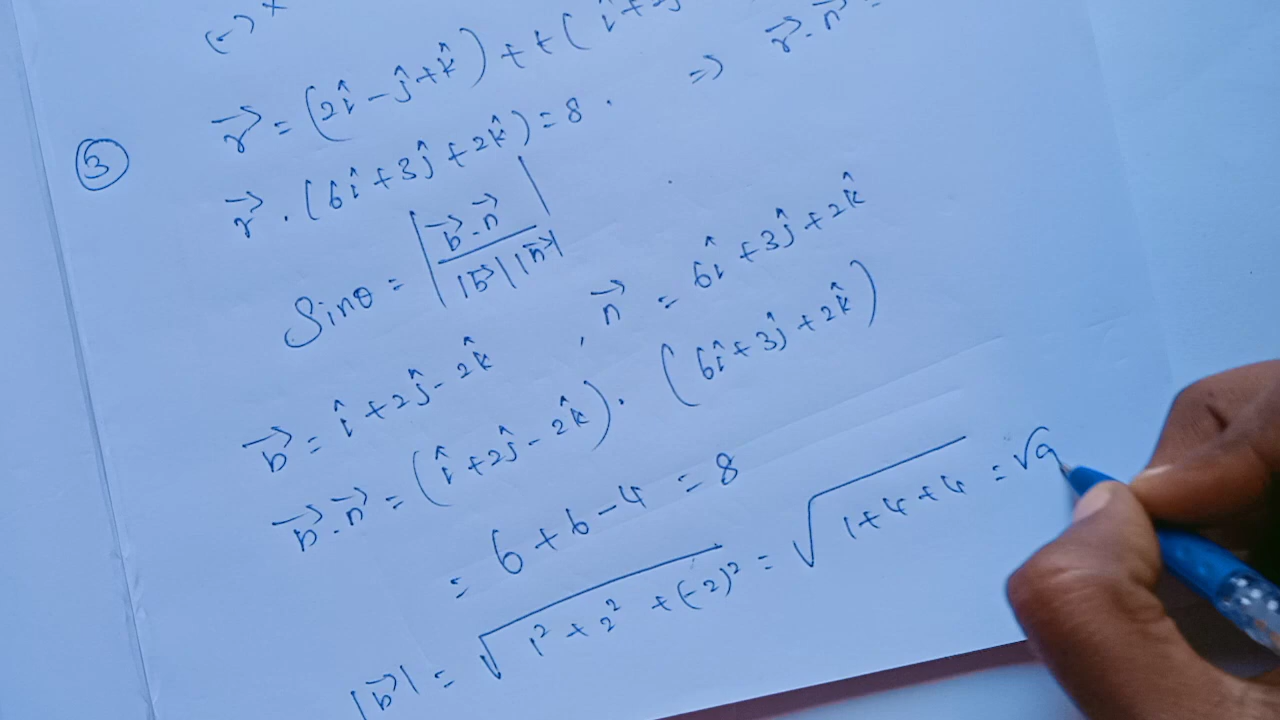 (-) x
r⃗ = (2î - ĵ + k̂) + t(î + 2ĵ
③ r⃗ . (6î + 3ĵ + 2k̂) = 8 . ⇒ r⃗ . n⃗ =
Sinθ = | b⃗ . n⃗ / |b⃗| |n⃗| |
b⃗ = î + 2ĵ - 2k̂ , n⃗ = 6î + 3ĵ + 2k̂
b⃗ . n⃗ = (î + 2ĵ - 2k̂) . (6î + 3ĵ + 2k̂)
= 6 + 6 - 4 = 8
|b⃗| = √(1² + 2² + (-2)²) = √(1 + 4 + 4) = √9